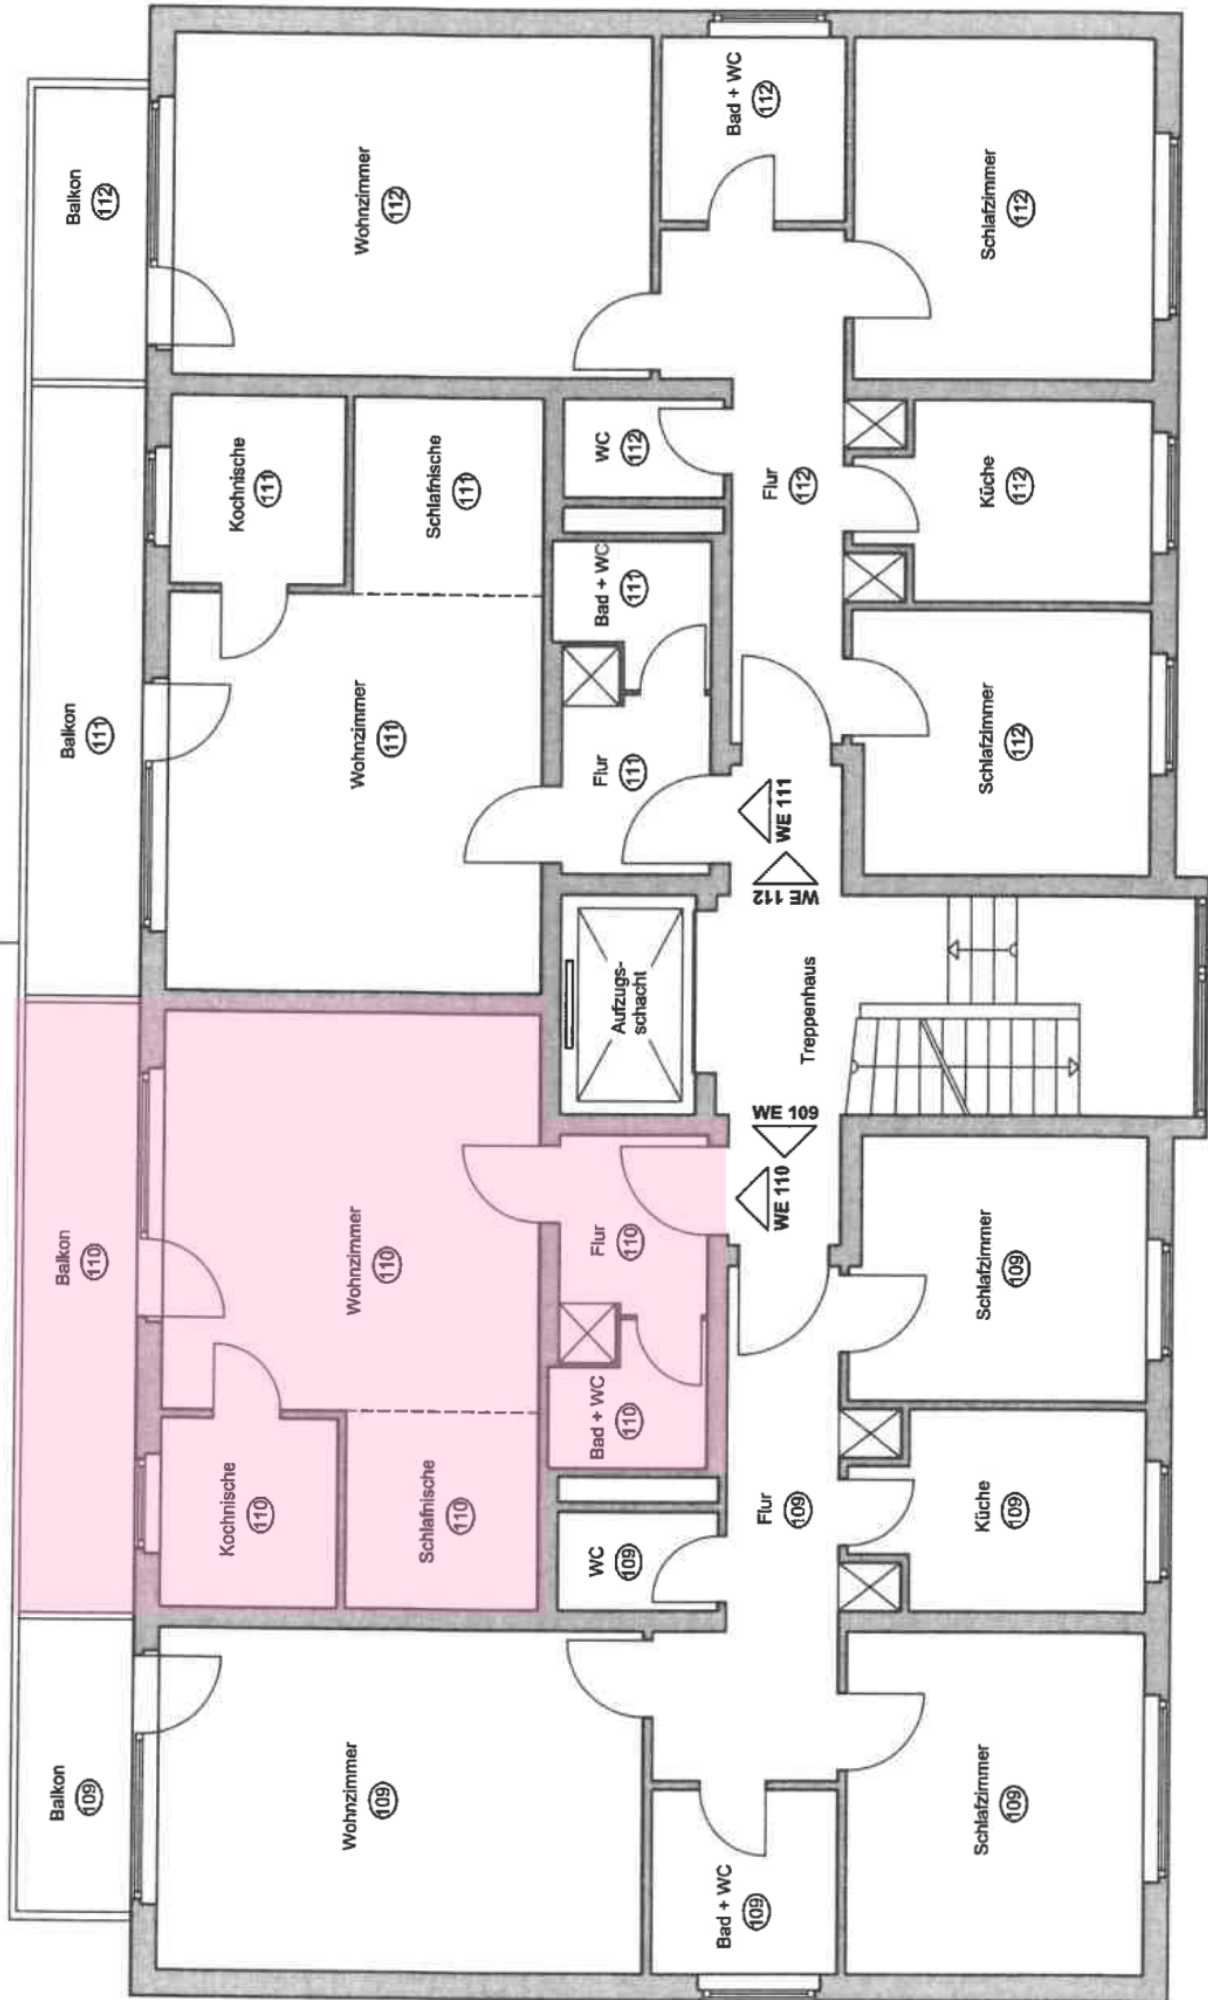 Balkon
109
Balkon
110
Balkon
111
Balkon
112
Wohnzimmer
109
Kochnische
110
Schlafnische
110
Wohnzimmer
110
Wohnzimmer
111
Kochnische
111
Schlafnische
111
Wohnzimmer
112
Bad + WC
109
WC
109
Bad + WC
110
Flur
110
Aufzugs-
schacht
Flur
111
Bad + WC
111
WC
112
Bad + WC
112
Flur
109
WE 110
WE 109
Treppenhaus
WE 112
WE 111
Flur
112
Schlafzimmer
109
Küche
109
Schlafzimmer
109
Schlafzimmer
112
Küche
112
Schlafzimmer
112